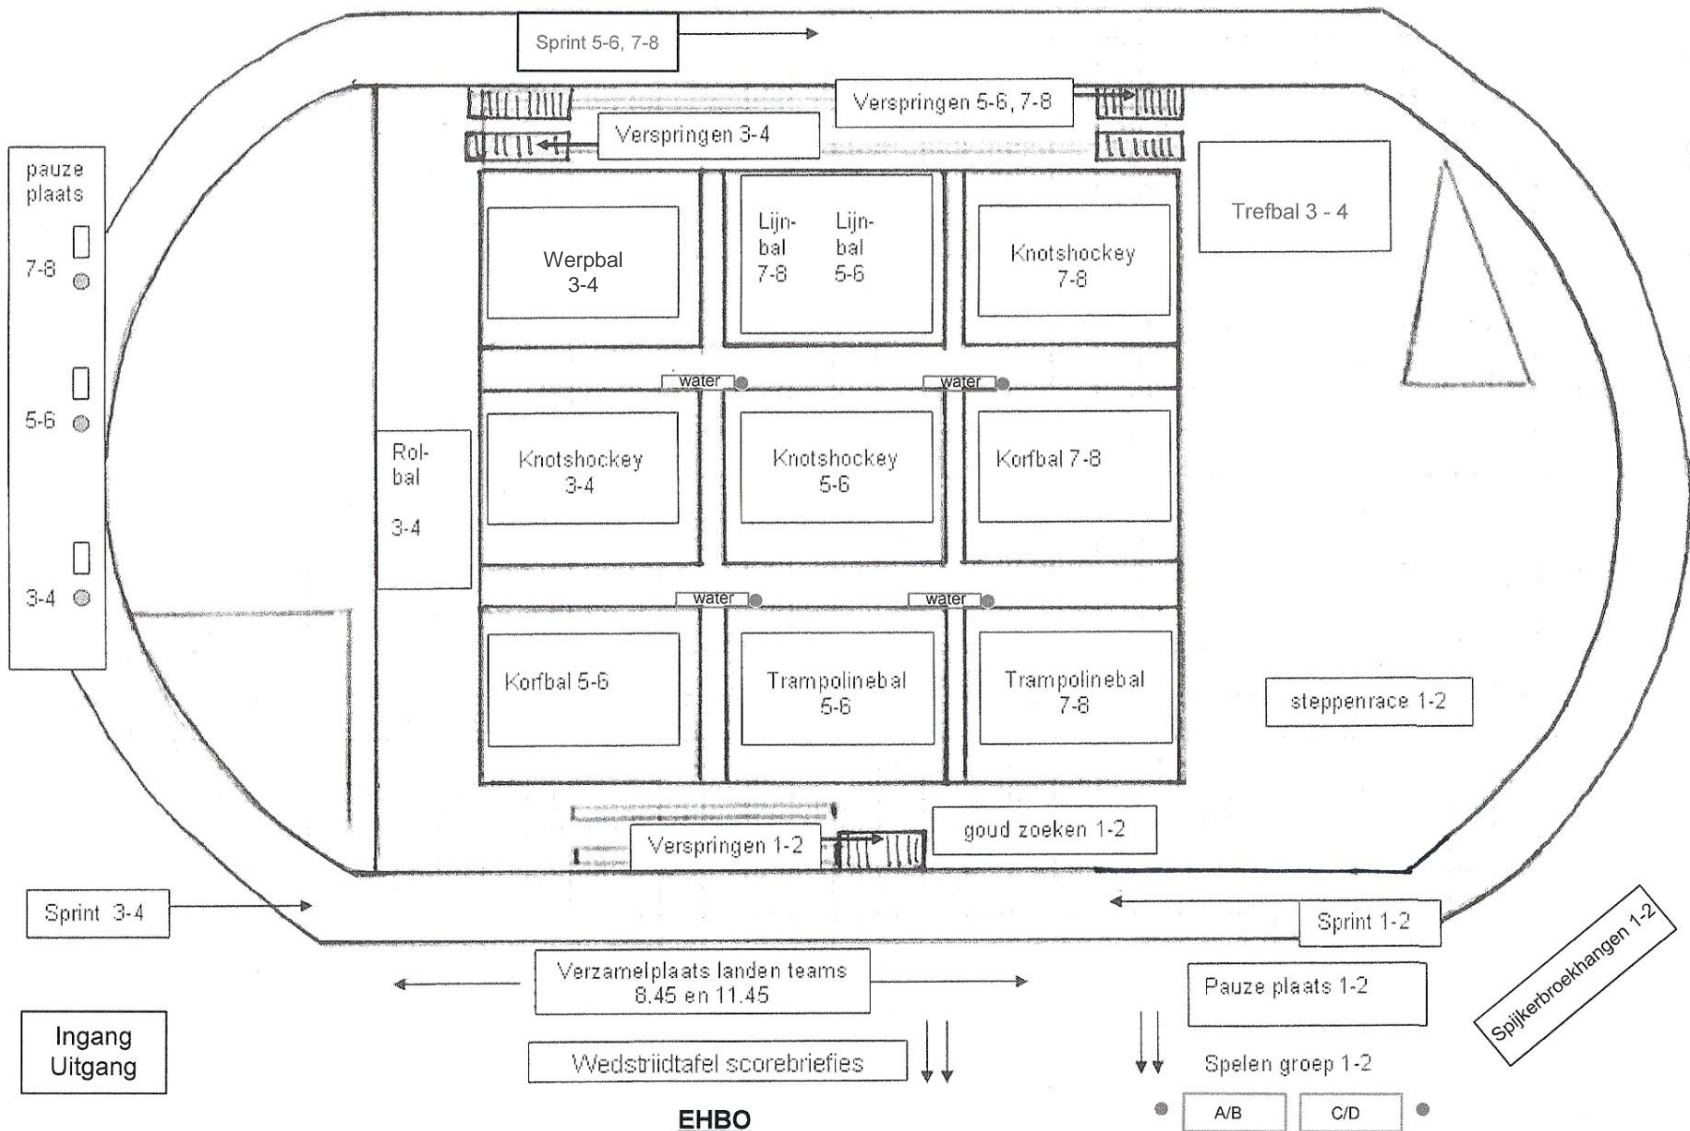 Sprint 5-6, 7-8
Verspringen 5-6, 7-8
Verspringen 3-4
pauze
plaats
7-8
5-6
3-4
Trefbal 3 - 4
Werpbal
3-4
Lijn-
bal
7-8
Lijn-
bal
5-6
Knotshockey
7-8
water
water
Rol-
bal
3-4
Knotshockey
3-4
Knotshockey
5-6
Korfbal 7-8
water
water
Korfbal 5-6
Trampolinebal
5-6
Trampolinebal
7-8
steppenrace 1-2
Verspringen 1-2
goud zoeken 1-2
Sprint 3-4
Sprint 1-2
Spijkerbroekhangen 1-2
Verzamelplaats landen teams
8.45 en 11.45
Pauze plaats 1-2
Ingang
Uitgang
Wedstriidtafel scorebriefies
Spelen groep 1-2
A/B
C/D
EHBO